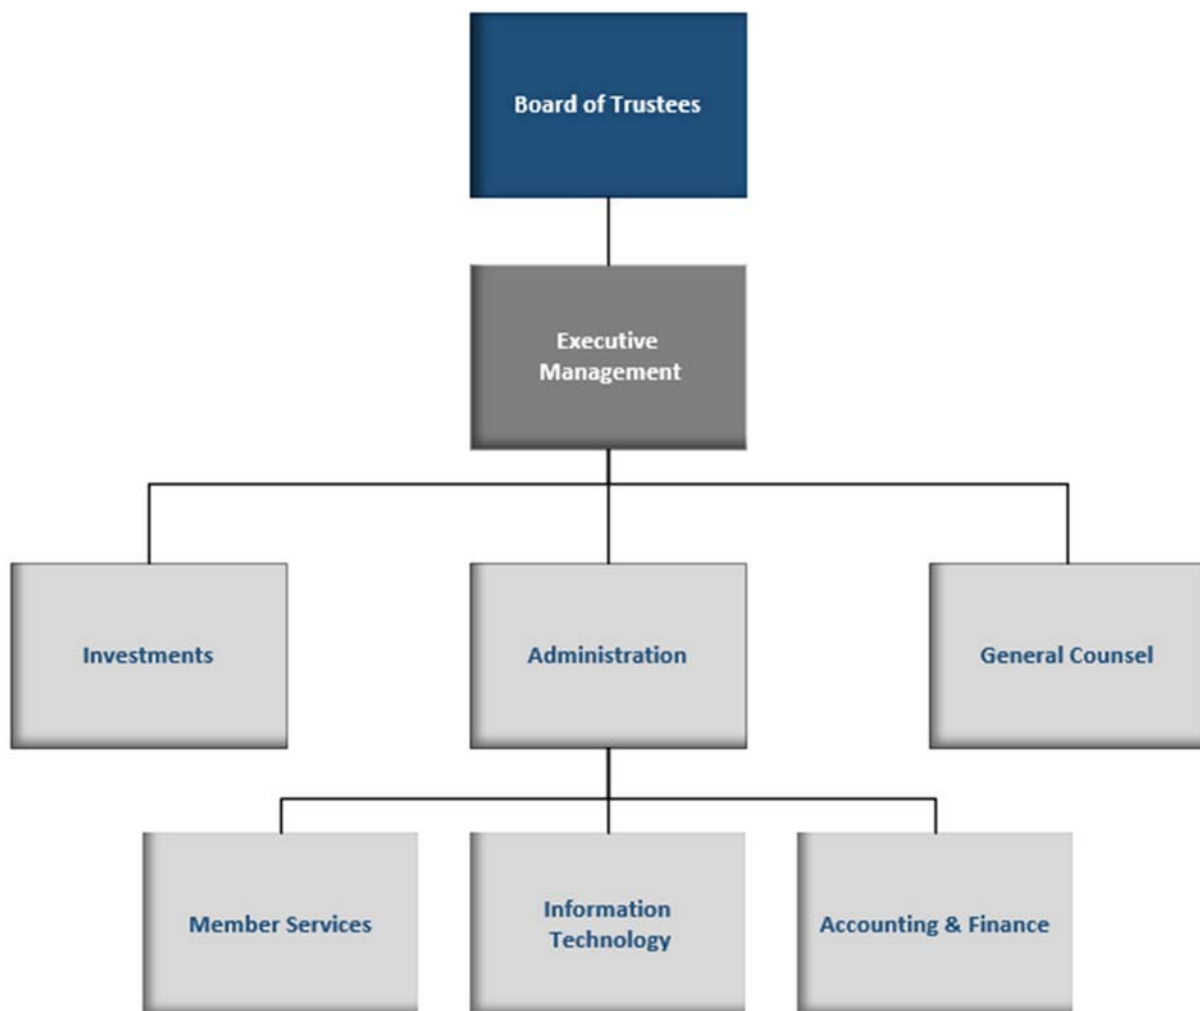 Board of Trustees
Executive
Management
Investments
Administration
General Counsel
Member Services
Information
Technology
Accounting & Finance